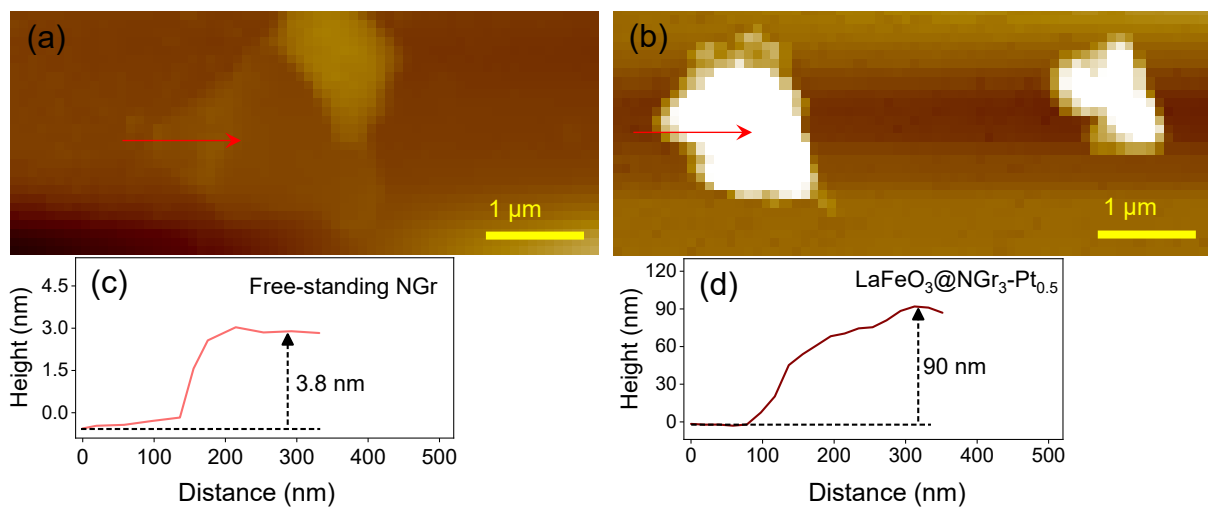 (a)
1 μm
(b)
1 μm
(c)
Free-standing NGr
4.5
3.0
0.0
3.8 nm
Height (nm)
0 100 200 300 400 500
Distance (nm)
(d)
LaFeO₃@NGr₃-Pt₀.₅
120
90
60
30
0
90 nm
Height (nm)
0 100 200 300 400 500
Distance (nm)